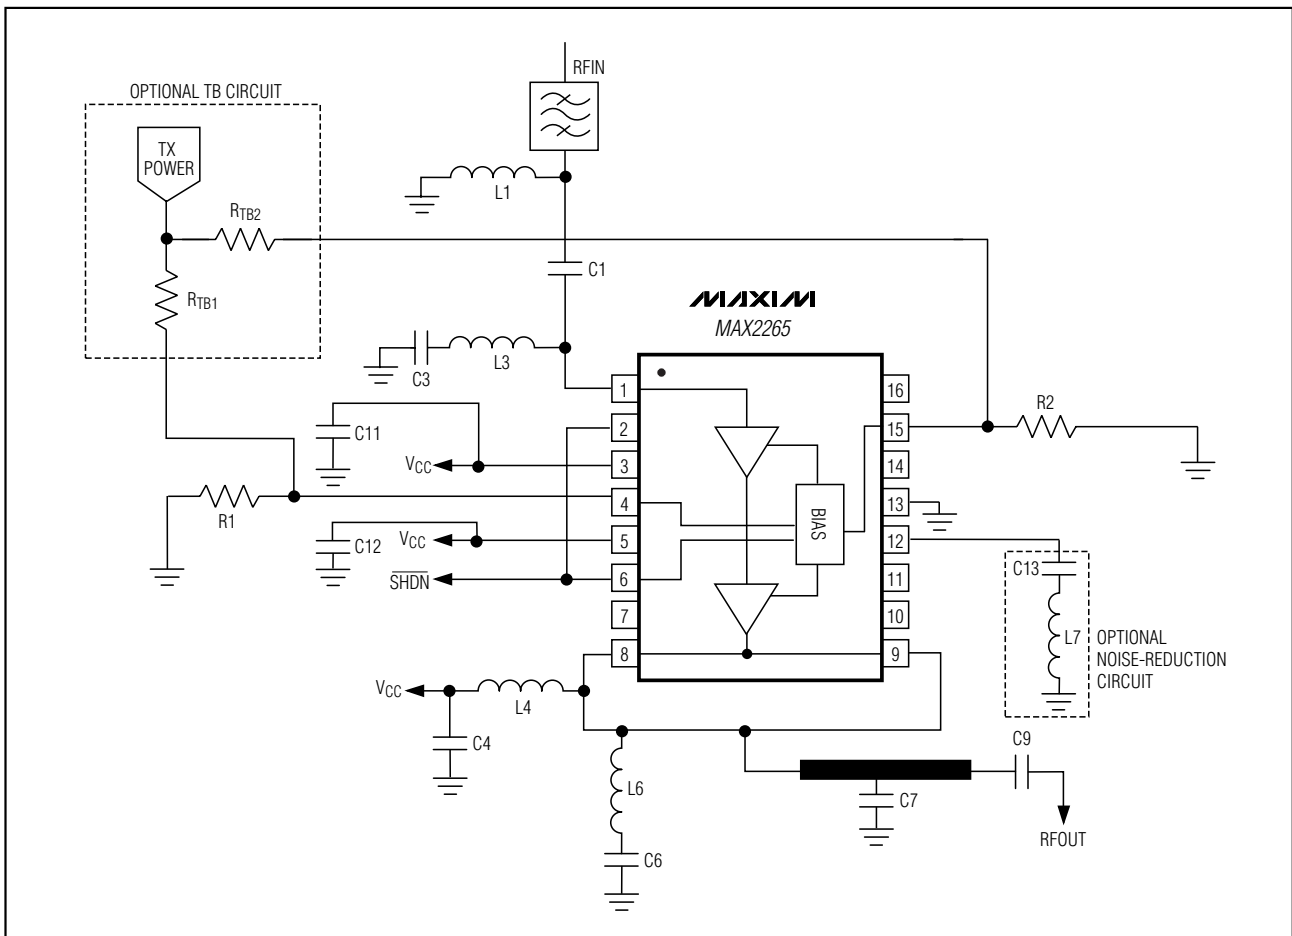 RFIN
OPTIONAL TB CIRCUIT
TX
POWER
L1
RTB2
C1
RTB1
MAXIM
MAX2265
C3
L3
1
16
C11
2
15
R2
VCC
3
14
4
13
R1
BIAS
C12
VCC
5
12
SHDN
6
11
C13
7
10
L7
OPTIONAL
NOISE-REDUCTION
CIRCUIT
8
9
VCC
L4
C4
C9
L6
C7
RFOUT
C6